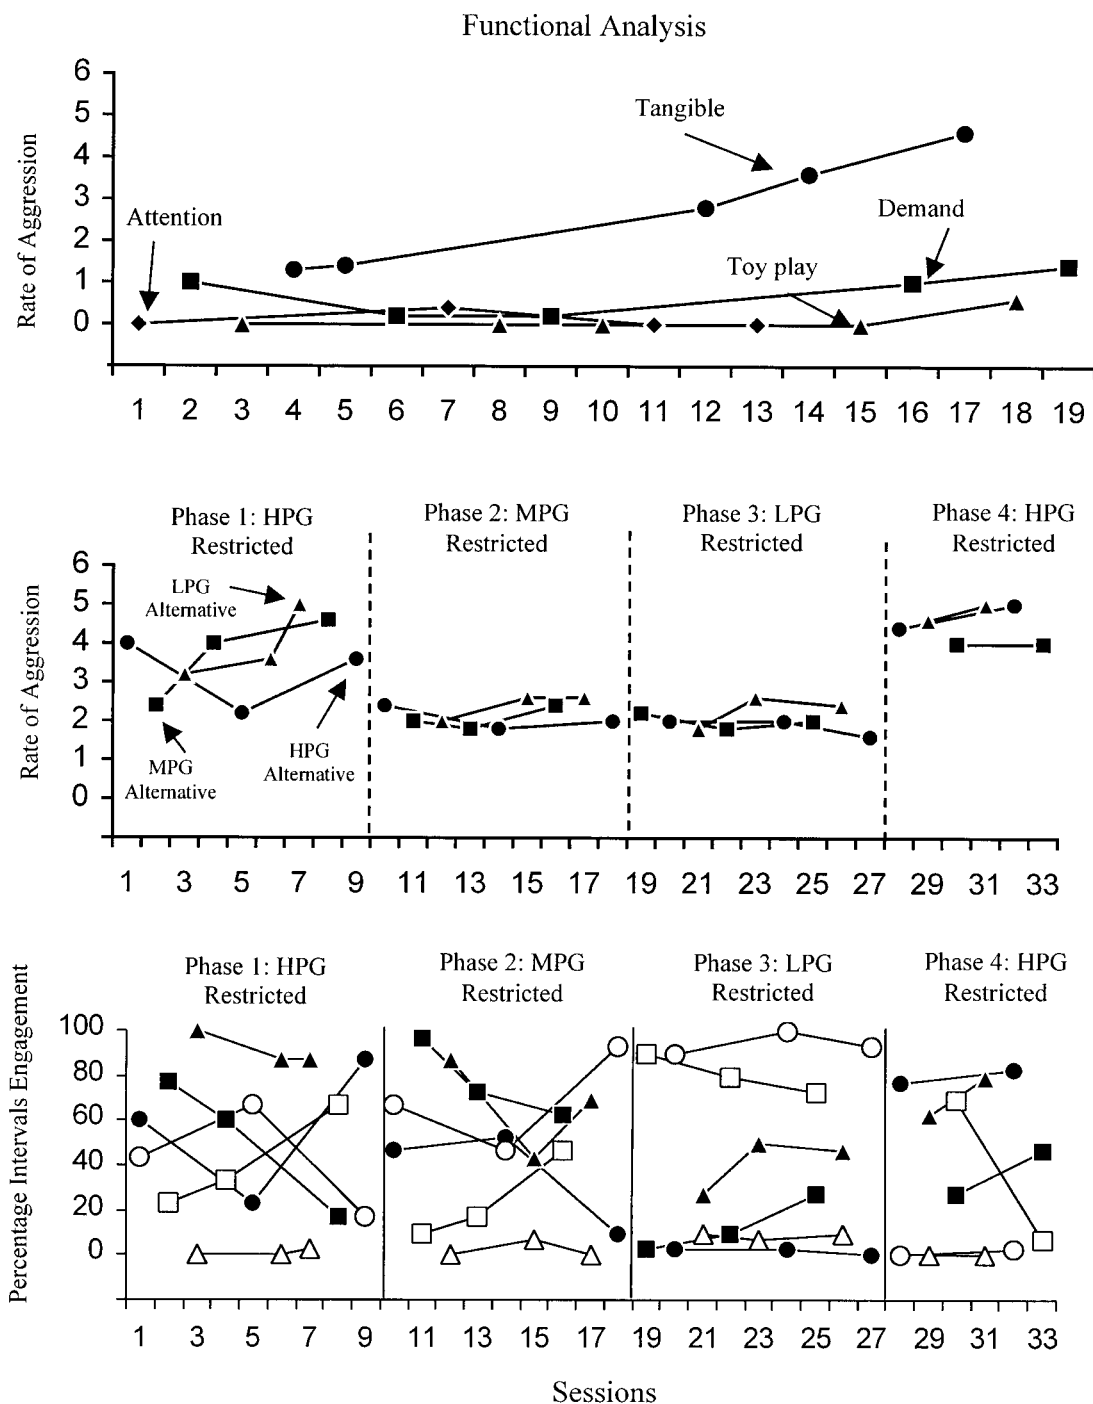 Functional Analysis
Rate of Aggression
6
5
4
3
2
1
0
Tangible
Attention
Demand
Toy play
1 2 3 4 5 6 7 8 9 10 11 12 13 14 15 16 17 18 19
Phase 1: HPG
Restricted
Phase 2: MPG
Restricted
Phase 3: LPG
Restricted
Phase 4: HPG
Restricted
Rate of Aggression
6
5
4
3
2
1
0
LPG
Alternative
MPG
Alternative
HPG
Alternative
1 3 5 7 9 11 13 15 17 19 21 23 25 27 29 31 33
Phase 1: HPG
Restricted
Phase 2: MPG
Restricted
Phase 3: LPG
Restricted
Phase 4: HPG
Restricted
Percentage Intervals Engagement
100
80
60
40
20
0
1 3 5 7 9 11 13 15 17 19 21 23 25 27 29 31 33
Sessions